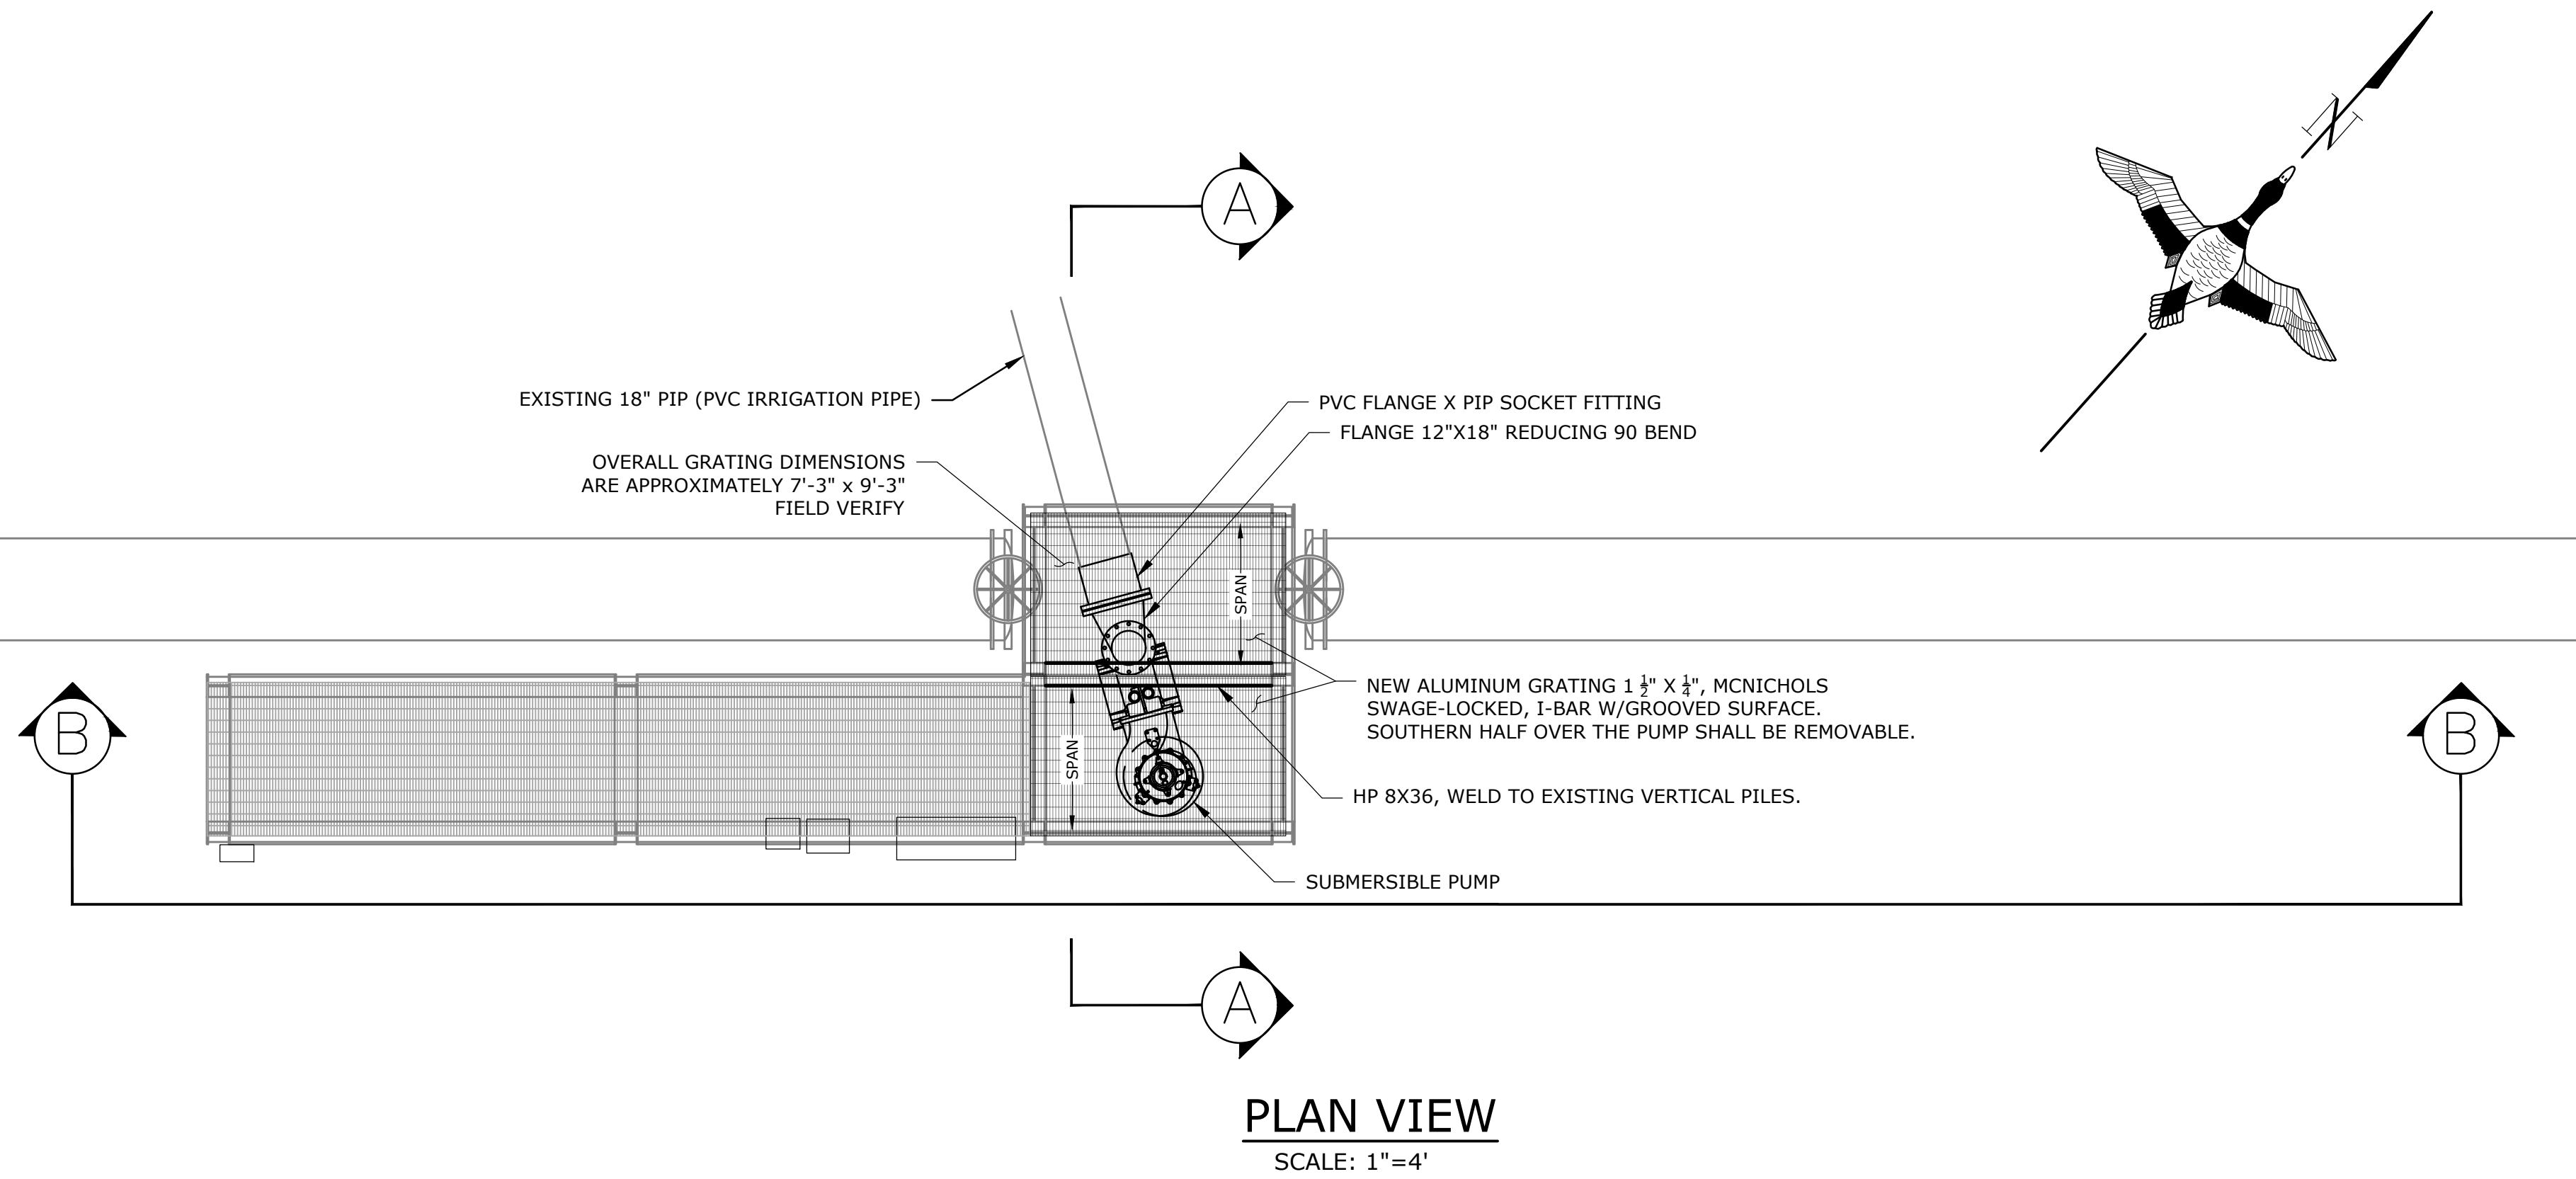 N
A
EXISTING 18" PIP (PVC IRRIGATION PIPE)
PVC FLANGE X PIP SOCKET FITTING
FLANGE 12"X18" REDUCING 90 BEND
OVERALL GRATING DIMENSIONS
ARE APPROXIMATELY 7'-3" x 9'-3"
FIELD VERIFY
SPAN
SPAN
NEW ALUMINUM GRATING 1 1/2" X 1/4", MCNICHOLS
SWAGE-LOCKED, I-BAR W/GROOVED SURFACE.
SOUTHERN HALF OVER THE PUMP SHALL BE REMOVABLE.
B
B
HP 8X36, WELD TO EXISTING VERTICAL PILES.
SUBMERSIBLE PUMP
A
PLAN VIEW
SCALE: 1"=4'